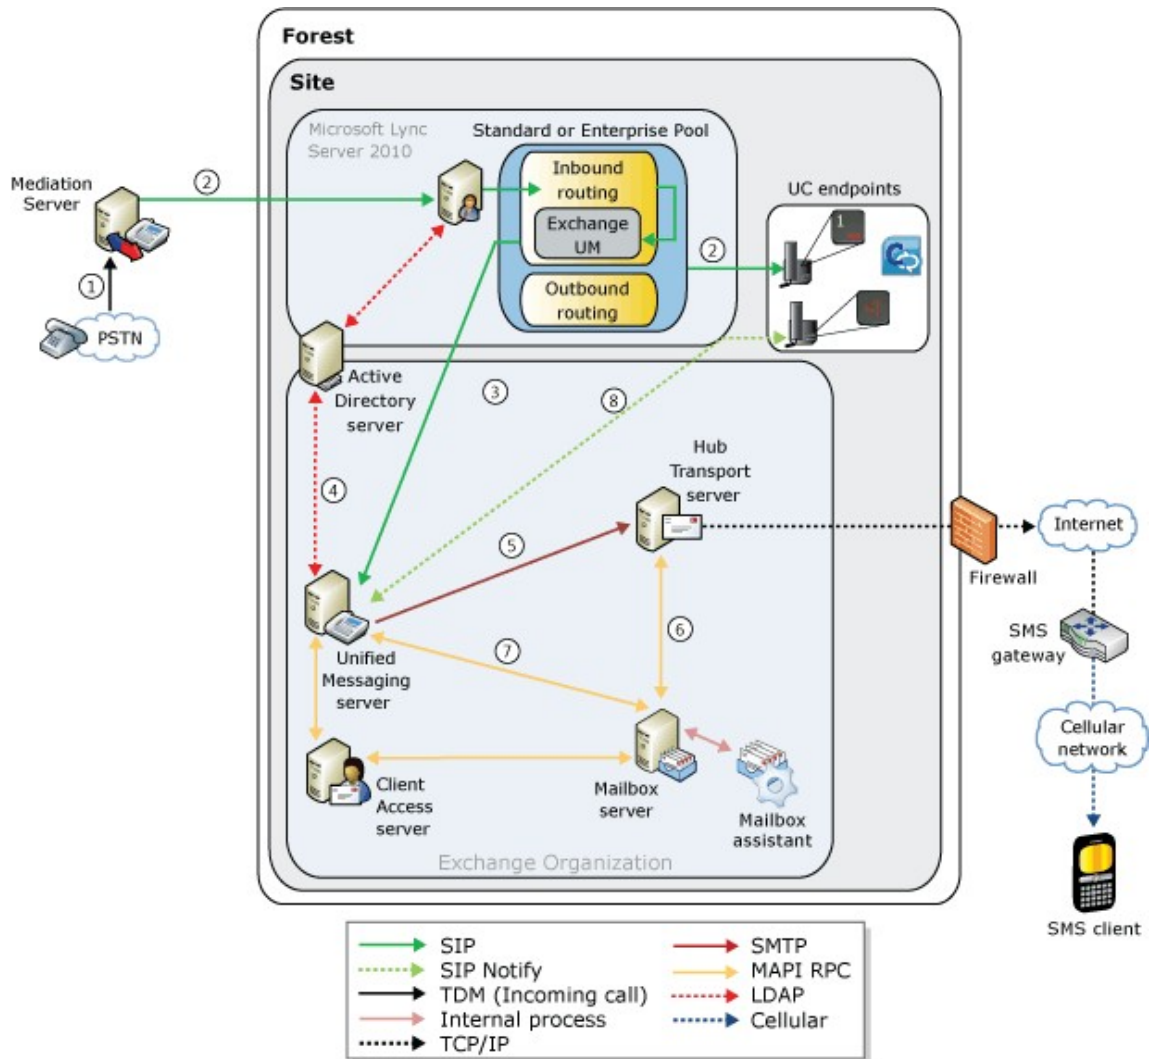 Forest
Site
Microsoft Lync
Server 2010
Standard or Enterprise Pool
Inbound
routing
Exchange
UM
Outbound
routing
UC endpoints
1
Mediation
Server
2
2
1
PSTN
Active
Directory
server
3
8
4
Hub
Transport
server
5
Internet
Firewall
6
SMS
gateway
7
Unified
Messaging
server
Cellular
network
Client
Access
server
Mailbox
server
Mailbox
assistant
Exchange Organization
SMS client
SIP
SIP Notify
TDM (Incoming call)
Internal process
TCP/IP
SMTP
MAPI RPC
LDAP
Cellular